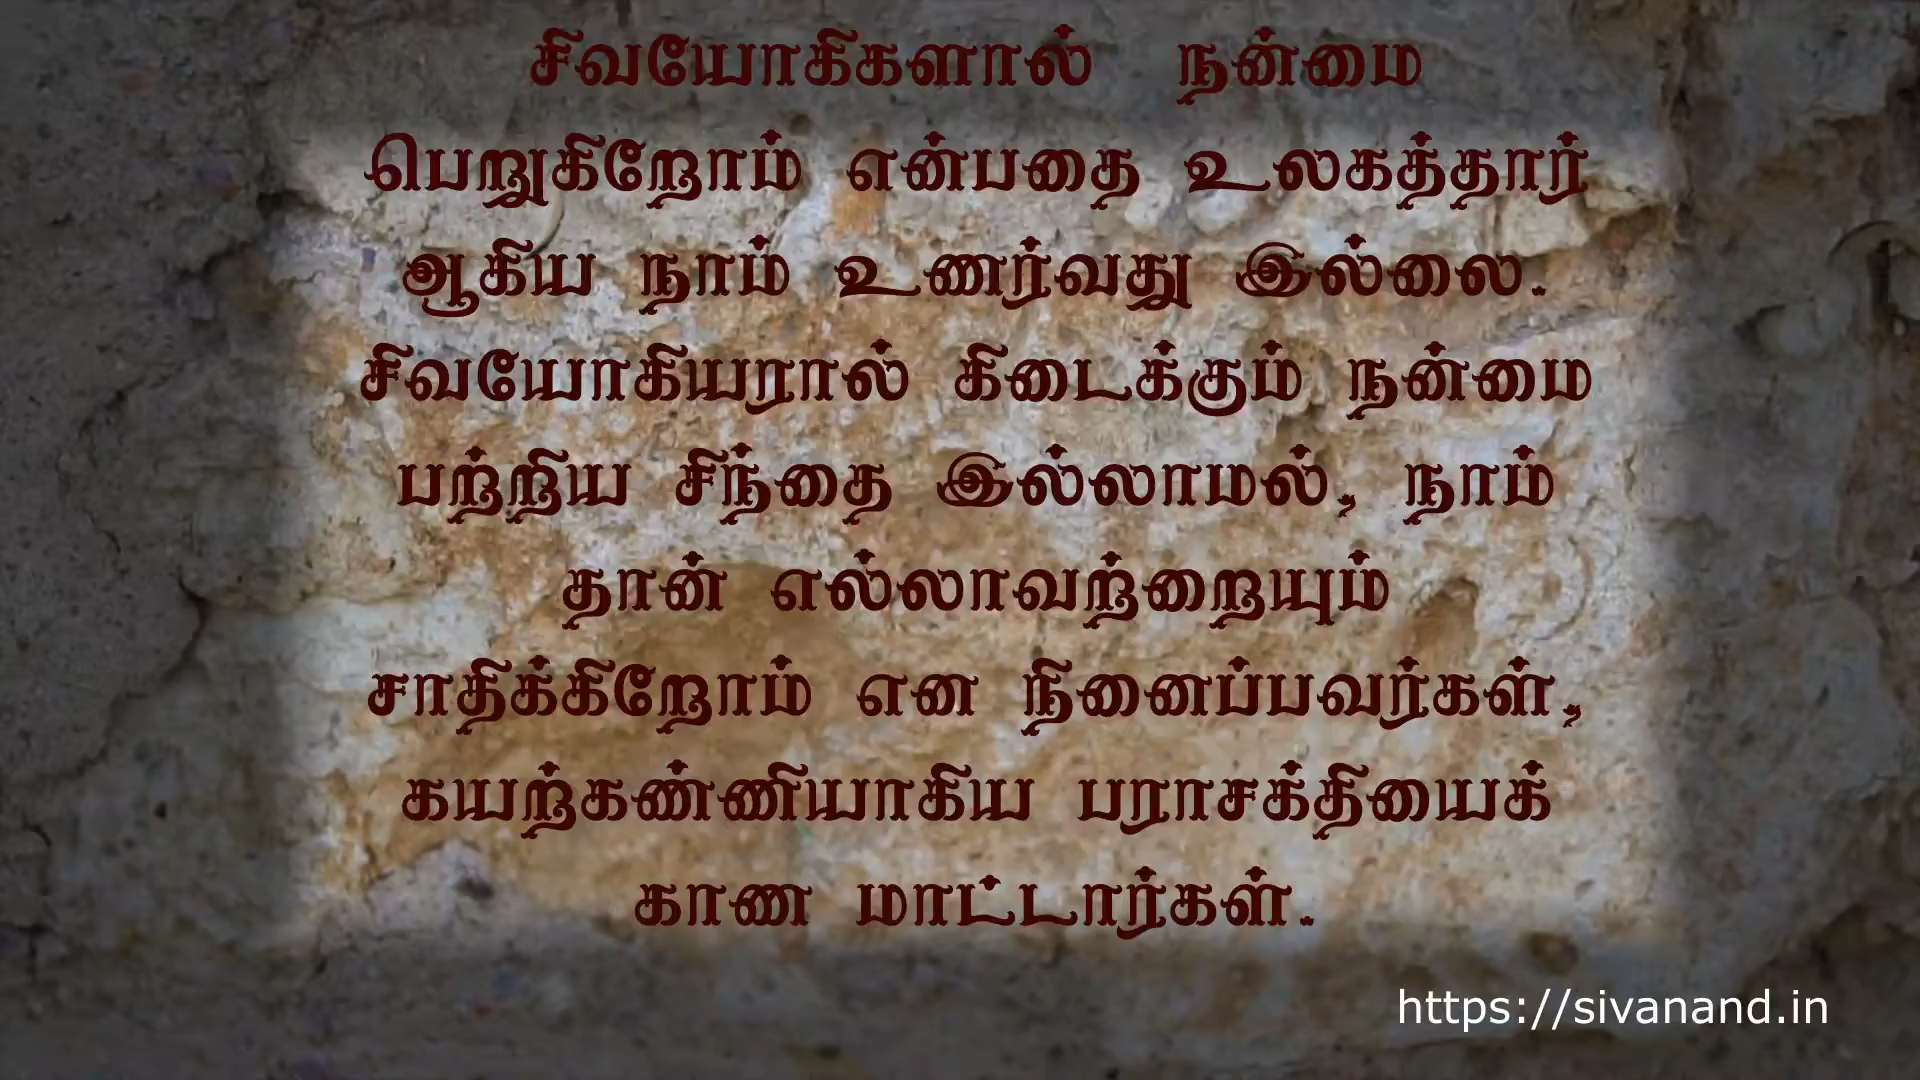 சிவயோகிகளால் நன்மை
பெறுகிறோம் என்பதை உலகத்தார்
ஆகிய நாம் உணர்வது இல்லை.
சிவயோகியரால் கிடைக்கும் நன்மை
பற்றிய சிந்தை இல்லாமல், நாம்
தான் எல்லாவற்றையும்
சாதிக்கிறோம் என நினைப்பவர்கள்,
கயற்கண்ணியாகிய பராசக்தியைக்
காண மாட்டார்கள்.
https://sivanand.in